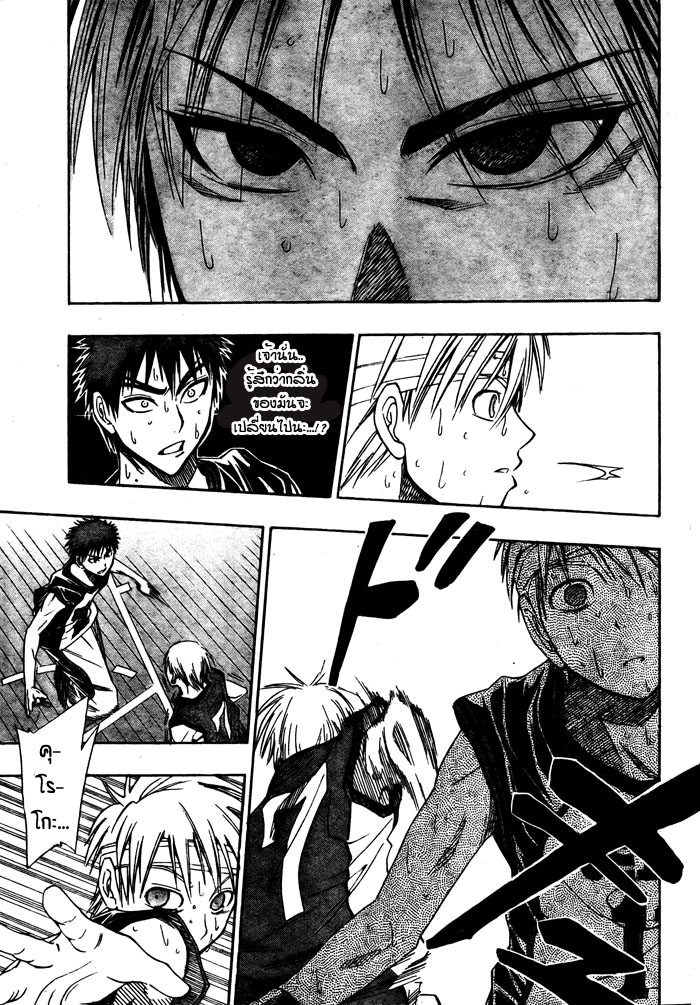 เจ้านั่น..
รู้สึกว่ากลิ่น
ของมันจะ
เปลี่ยนไปนะ...!?
ド
คุ-
โร-
โกะ...